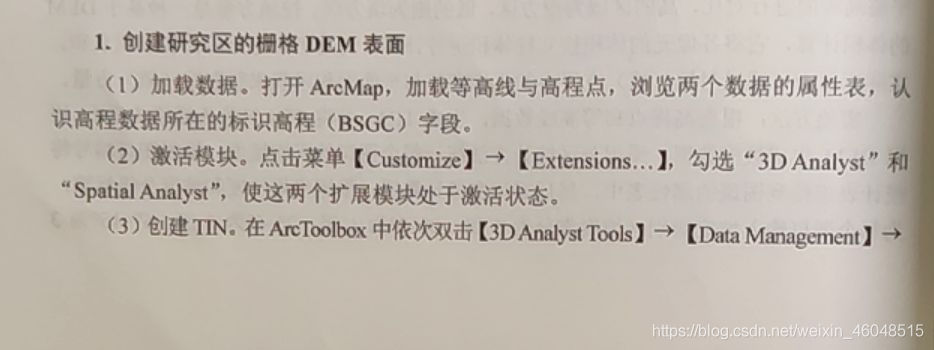 1. 创建研究区的栅格 DEM 表面
（1）加载数据。打开 ArcMap，加载等高线与高程点，浏览两个数据的属性表，认
识高程数据所在的标识高程（BSGC）字段。
（2）激活模块。点击菜单【Customize】→【Extensions...】，勾选“3D Analyst”和
“Spatial Analyst”，使这两个扩展模块处于激活状态。
（3）创建 TIN。在 ArcToolbox 中依次双击【3D Analyst Tools】→【Data Management】→
https://blog.csdn.net/weixin_46048515